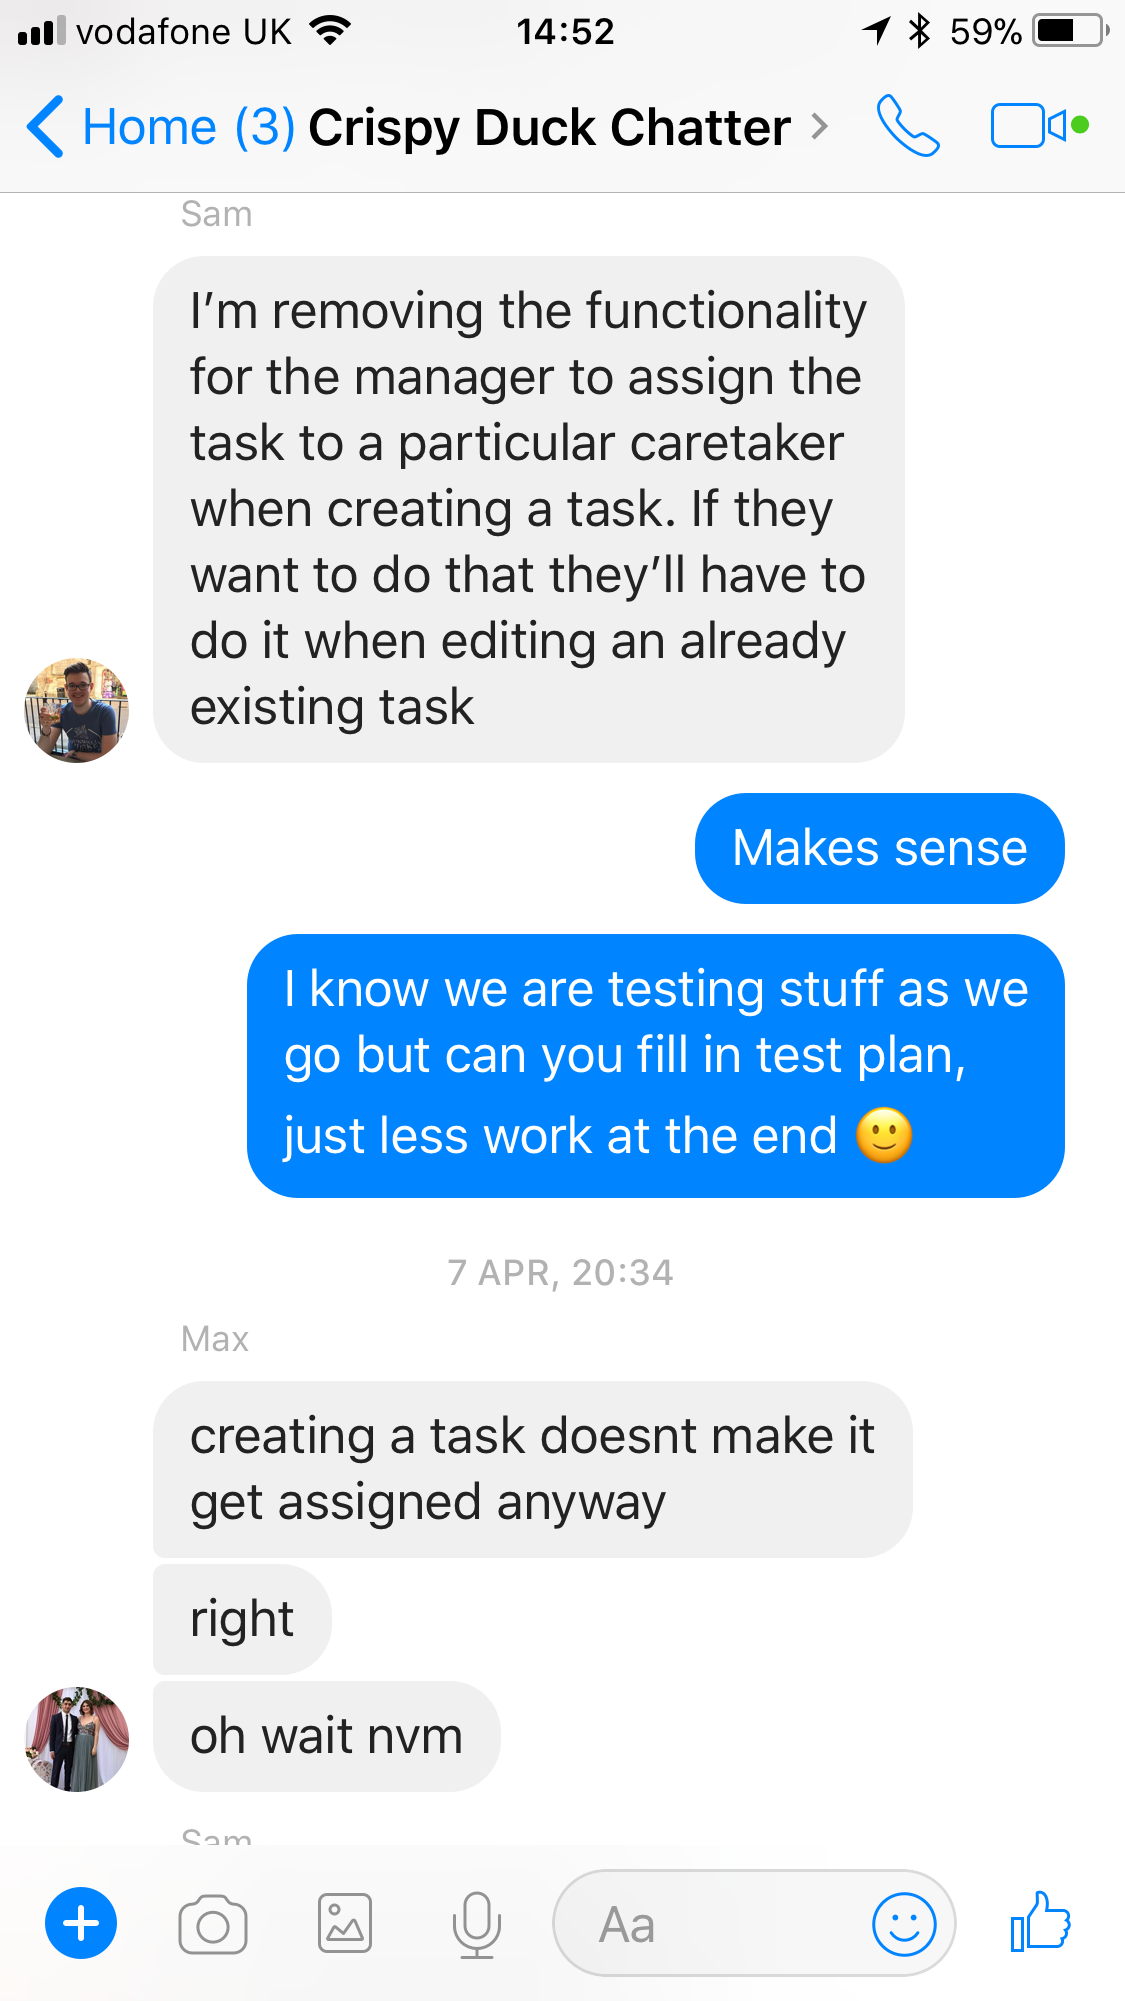 vodafone UK 14:52 59%
Home (3) Crispy Duck Chatter
Sam
I’m removing the functionality
for the manager to assign the
task to a particular caretaker
when creating a task. If they
want to do that they’ll have to
do it when editing an already
existing task
Makes sense
I know we are testing stuff as we
go but can you fill in test plan,
just less work at the end 🙂
7 APR, 20:34
Max
creating a task doesnt make it
get assigned anyway
right
oh wait nvm
Sam
Aa